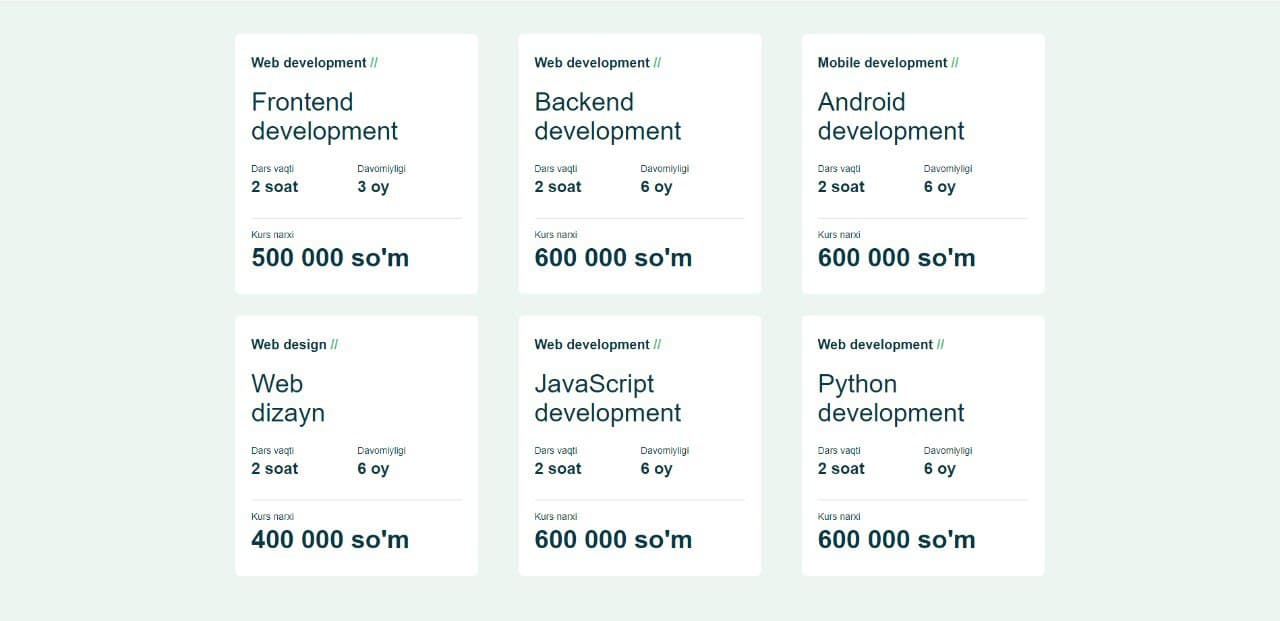 Web development //
Frontend
development
Dars vaqti
2 soat
Davomiyligi
3 oy
Kurs narxi
500 000 so'm
Web development //
Backend
development
Dars vaqti
2 soat
Davomiyligi
6 oy
Kurs narxi
600 000 so'm
Mobile development //
Android
development
Dars vaqti
2 soat
Davomiyligi
6 oy
Kurs narxi
600 000 so'm
Web design //
Web
dizayn
Dars vaqti
2 soat
Davomiyligi
6 oy
Kurs narxi
400 000 so'm
Web development //
JavaScript
development
Dars vaqti
2 soat
Davomiyligi
6 oy
Kurs narxi
600 000 so'm
Web development //
Python
development
Dars vaqti
2 soat
Davomiyligi
6 oy
Kurs narxi
600 000 so'm